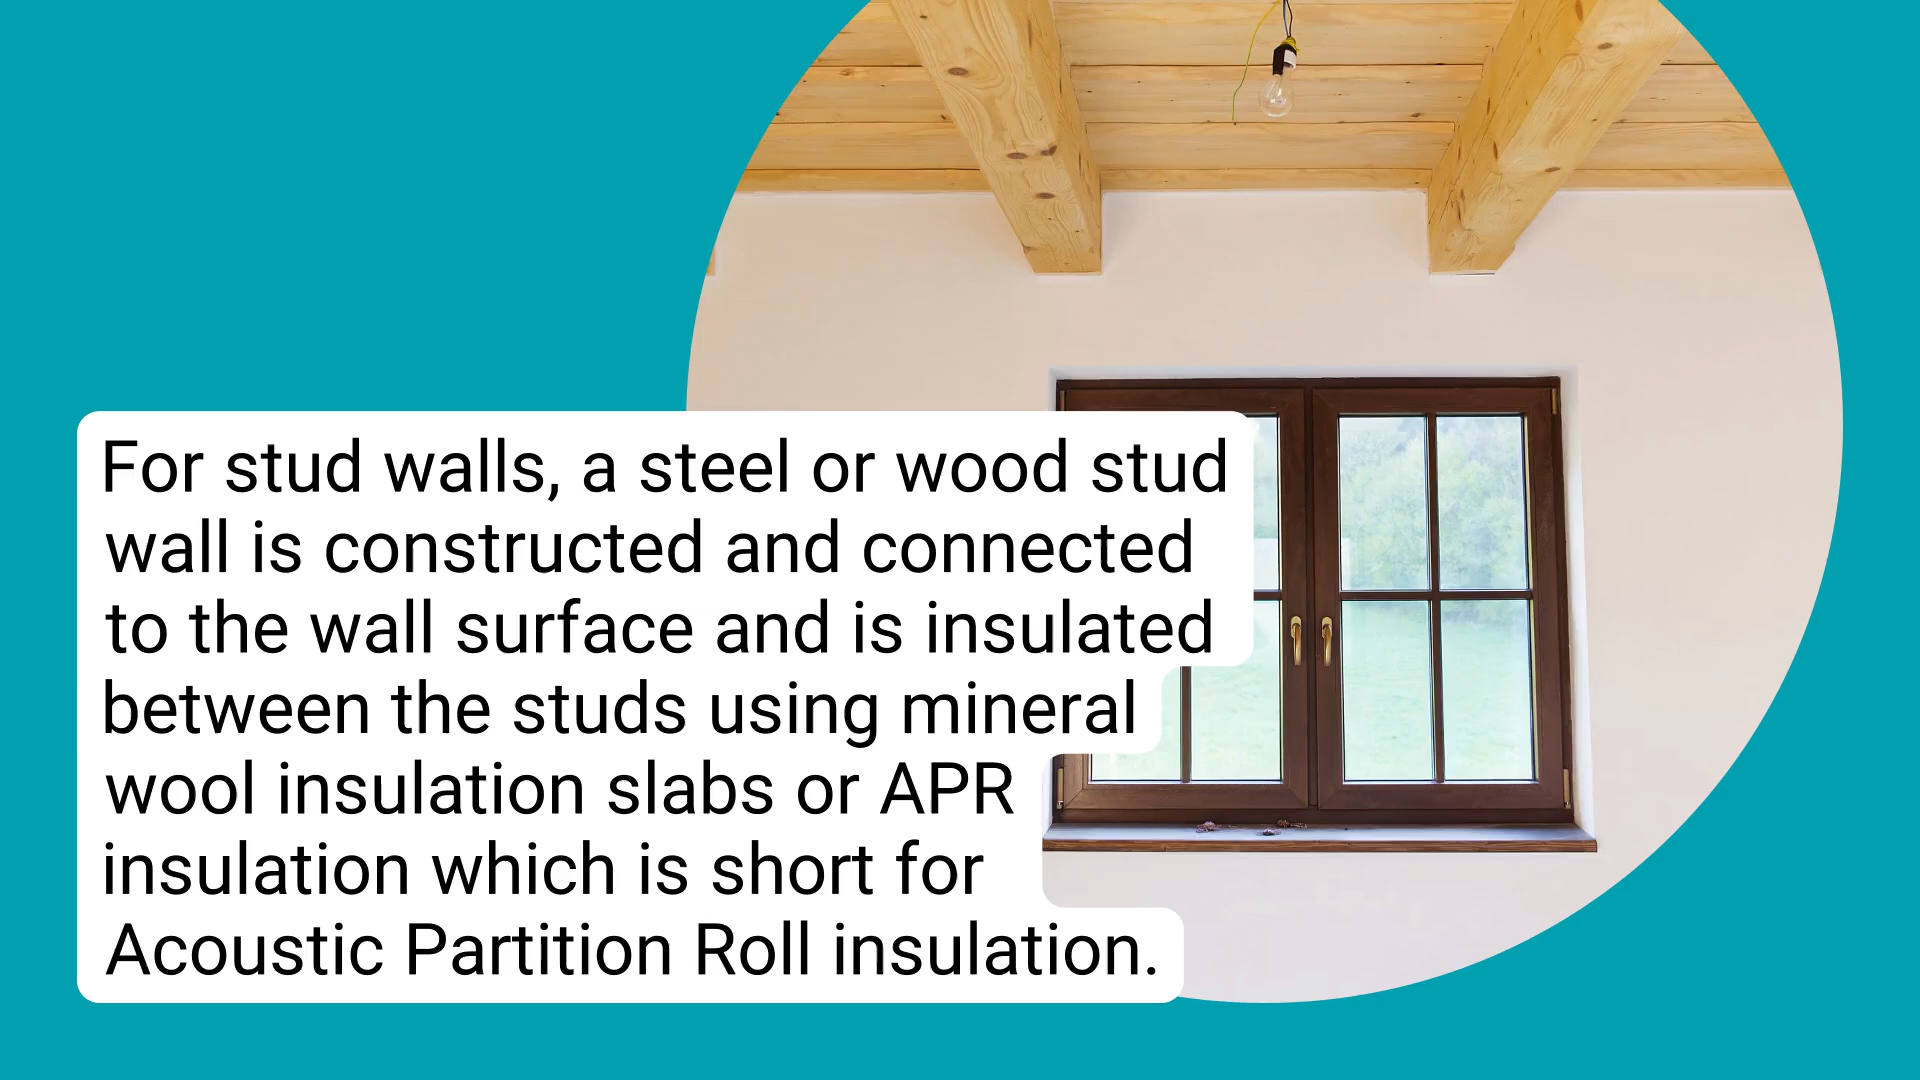 For stud walls, a steel or wood stud
wall is constructed and connected
to the wall surface and is insulated
between the studs using mineral
wool insulation slabs or APR
insulation which is short for
Acoustic Partition Roll insulation.